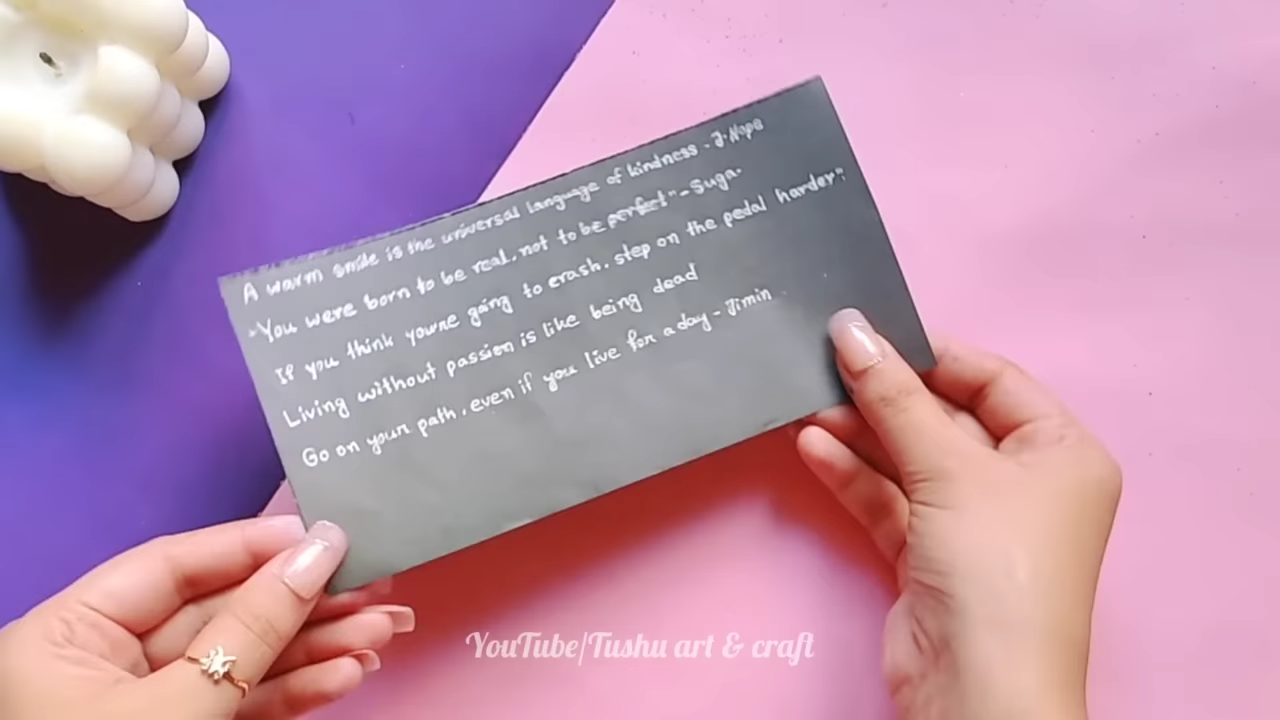 A warm smile is the universal language of kindness - J-Hope
"You were born to be real, not to be perfect" - Suga.
If you think youre going to crash, step on the pedal harder".
Living without passion is like being dead
Go on your path, even if you live for a day - Jimin
YouTube/Tushu art & craft